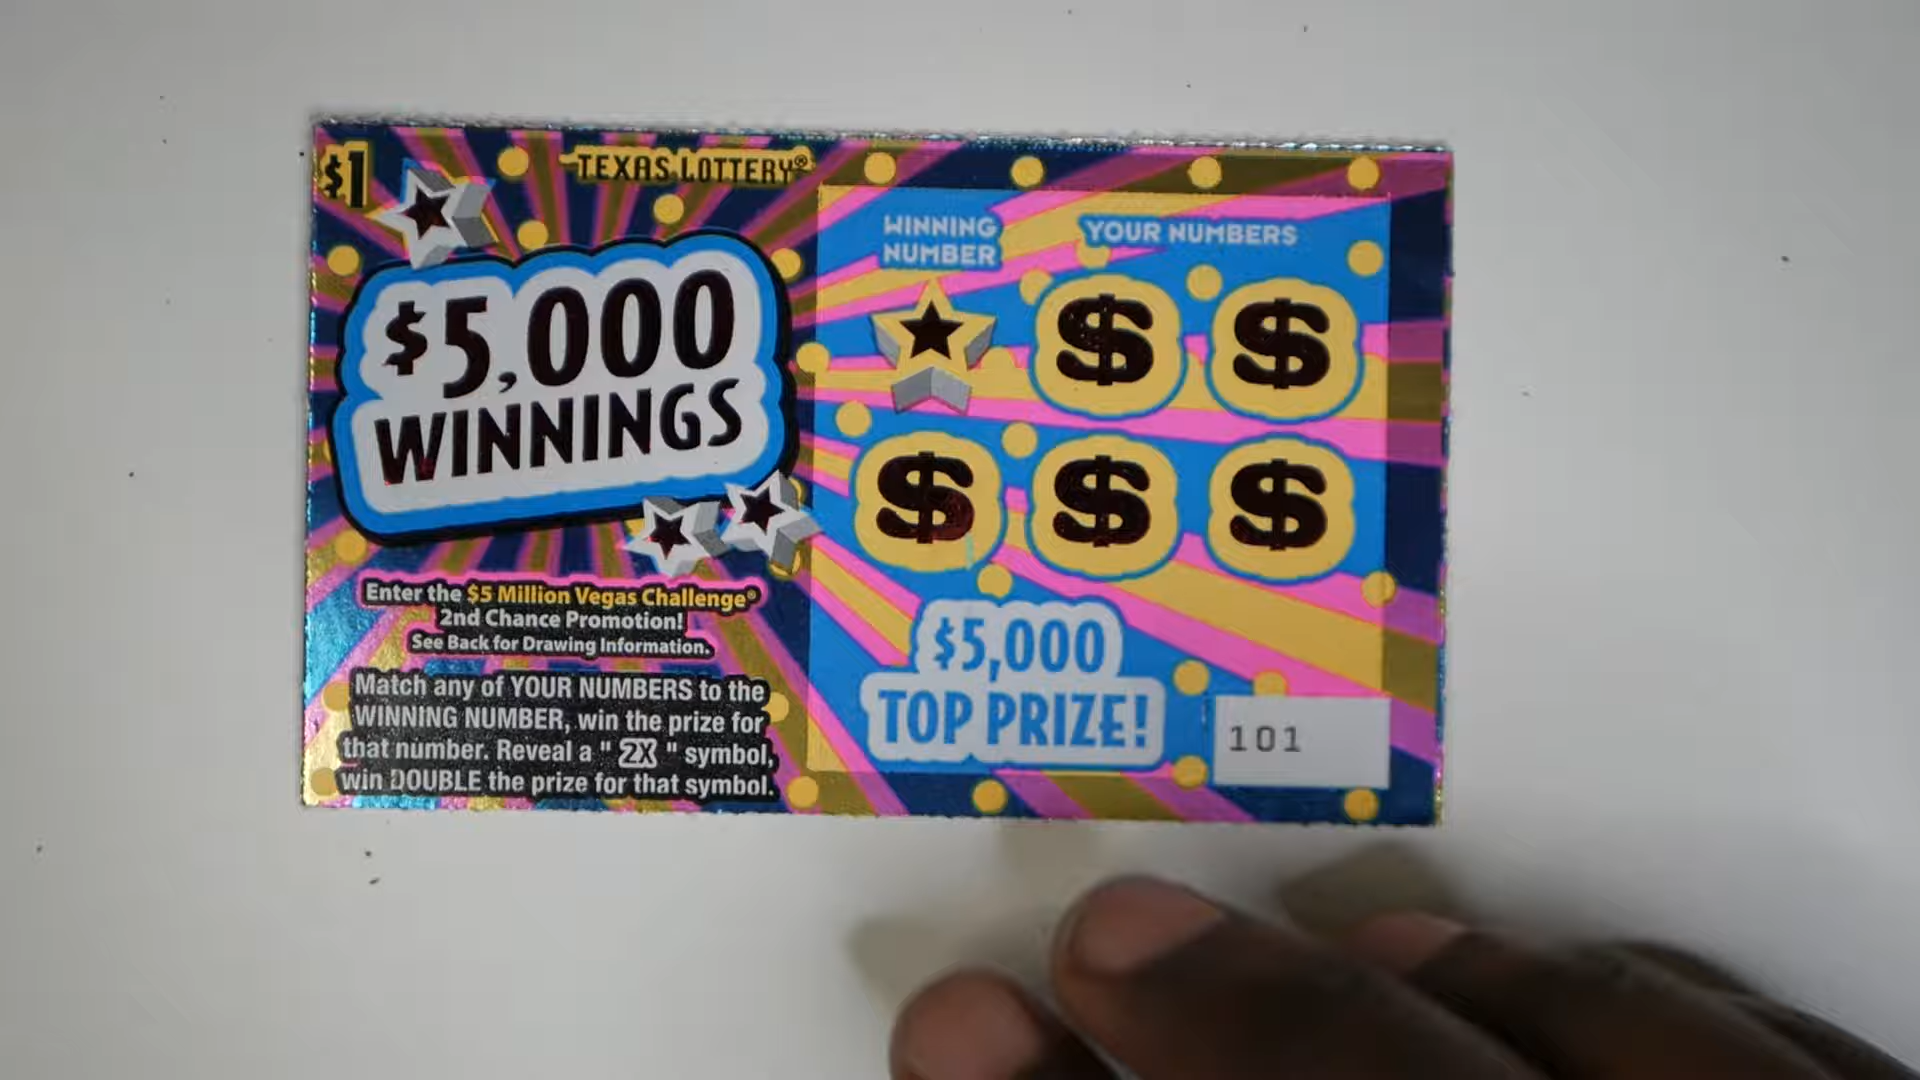 $1
TEXAS LOTTERY®
$5,000
WINNINGS
Enter the $5 Million Vegas Challenge®
2nd Chance Promotion!
See Back for Drawing Information.
Match any of YOUR NUMBERS to the
WINNING NUMBER, win the prize for
that number. Reveal a " 2X " symbol,
win DOUBLE the prize for that symbol.
WINNING
NUMBER
YOUR NUMBERS
$ $
$ $ $
$5,000
TOP PRIZE!
101